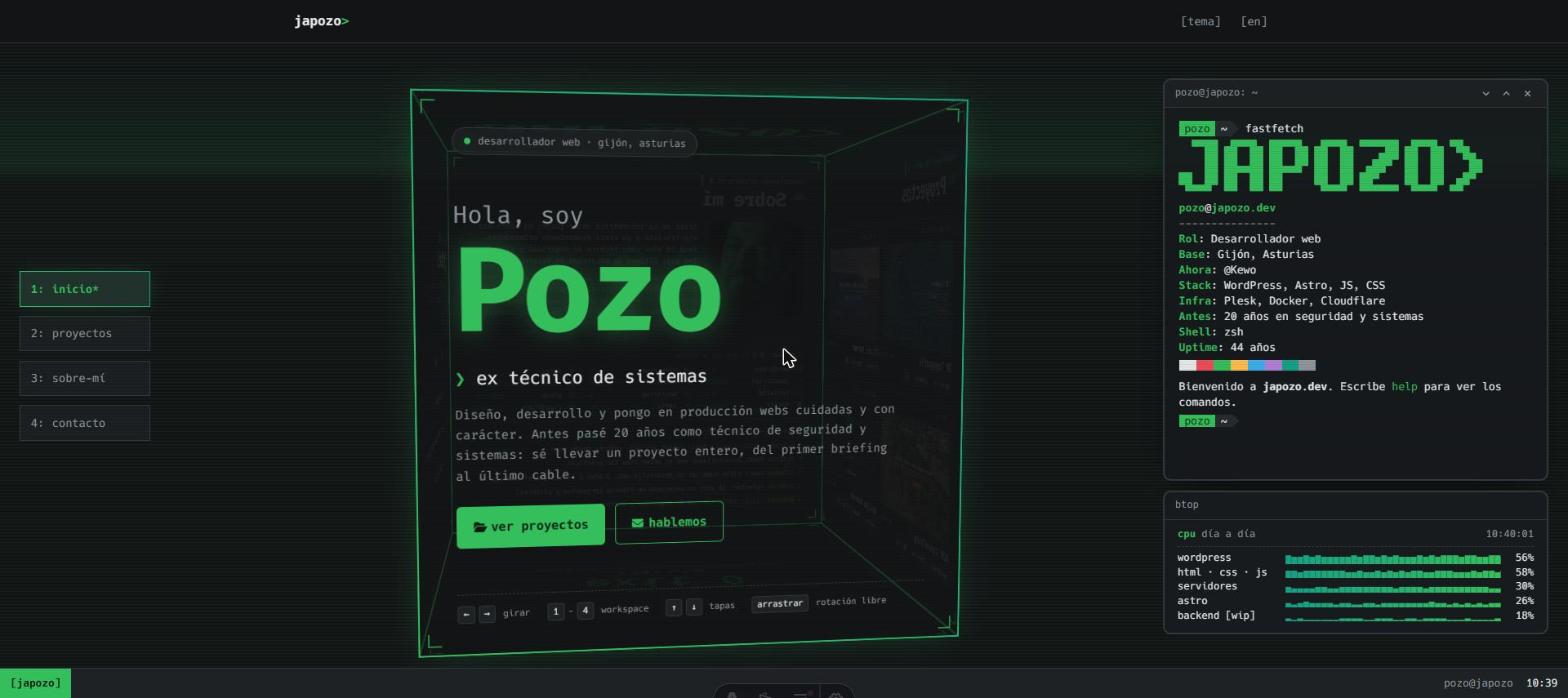 japozo>
[tema] [en]
1: inicio*
2: proyectos
3: sobre-mí
4: contacto
desarrollador web · gijón, asturias
Hola, soy
Pozo
❯ ex técnico de sistemas
Diseño, desarrollo y pongo en producción webs cuidadas y con
carácter. Antes pasé 20 años como técnico de seguridad y
sistemas: sé llevar un proyecto entero, del primer briefing
al último cable.
ver proyectos
hablemos
← → girar 1 – 4 workspace ↑ ↓ tapas arrastrar rotación libre
Sobre mí
Proyectos
pozo@japozo: ~
pozo ~ fastfetch
JAPOZO>
pozo@japozo.dev
---------------
Rol: Desarrollador web
Base: Gijón, Asturias
Ahora: @Kewo
Stack: WordPress, Astro, JS, CSS
Infra: Plesk, Docker, Cloudflare
Antes: 20 años en seguridad y sistemas
Shell: zsh
Uptime: 44 años
Bienvenido a japozo.dev. Escribe help para ver los
comandos.
pozo ~
btop
cpu día a día 10:40:01
wordpress 56%
html · css · js 58%
servidores 30%
astro 26%
backend [wip] 18%
[japozo]
pozo@japozo 10:39